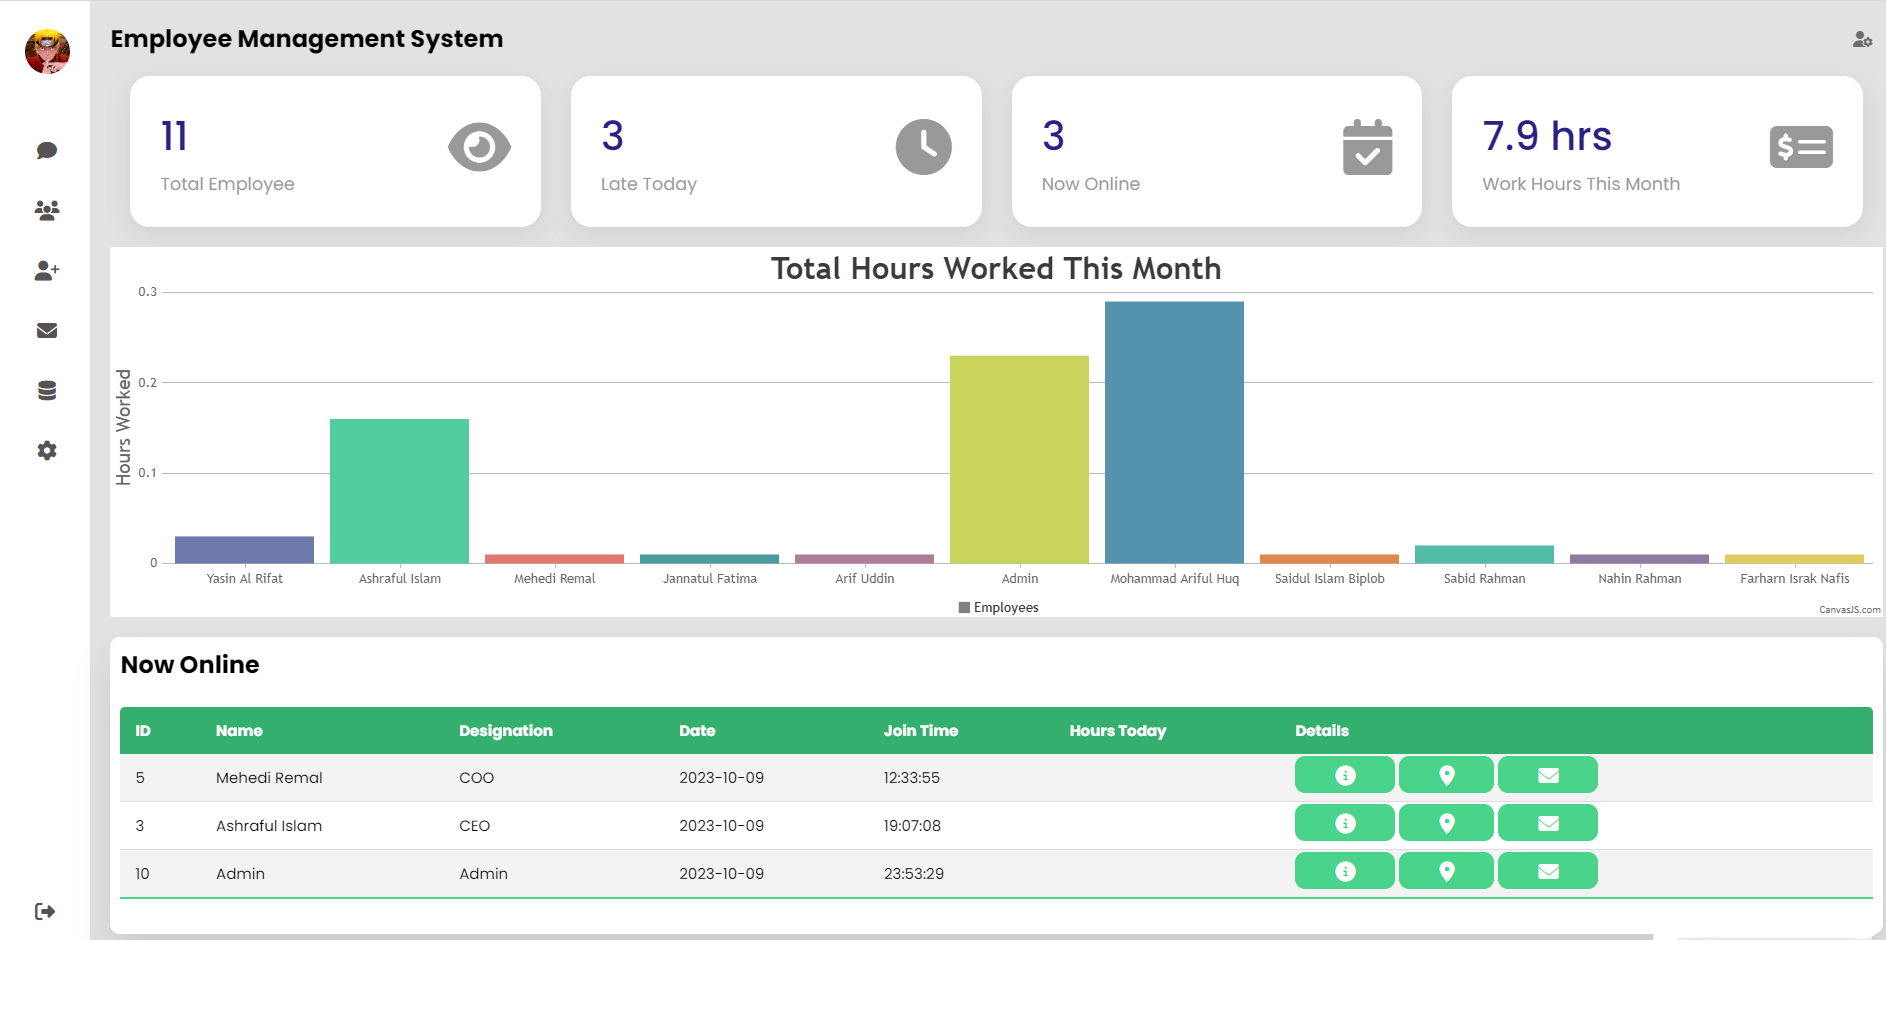 Employee Management System
11
Total Employee
3
Late Today
3
Now Online
7.9 hrs
Work Hours This Month
Total Hours Worked This Month
Hours Worked
0.3
0.2
0.1
0
Yasin Al Rifat Ashraful Islam Mehedi Remal Jannatul Fatima Arif Uddin Admin Mohammad Ariful Huq Saidul Islam Biplob Sabid Rahman Nahin Rahman Farharn Israk Nafis
Employees
CanvasJS.com
Now Online
ID Name Designation Date Join Time Hours Today Details
5 Mehedi Remal COO 2023-10-09 12:33:55
3 Ashraful Islam CEO 2023-10-09 19:07:08
10 Admin Admin 2023-10-09 23:53:29